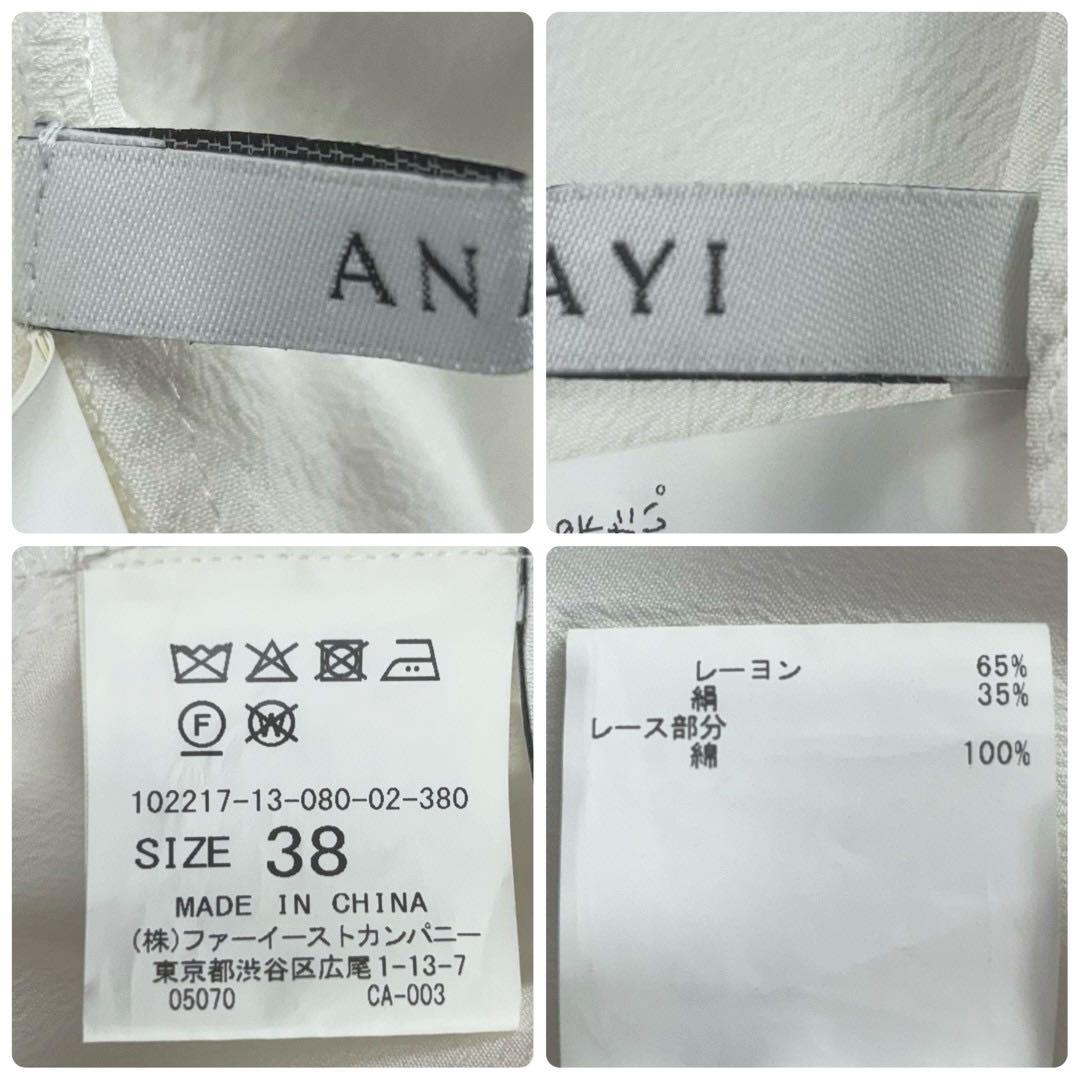 ANA
AYI
F
W
102217-13-080-02-380
SIZE 38
MADE IN CHINA
(株)ファーイーストカンパニー
東京都渋谷区広尾1-13-7
05070 CA-003
レーヨン 65%
絹 35%
レース部分
綿 100%